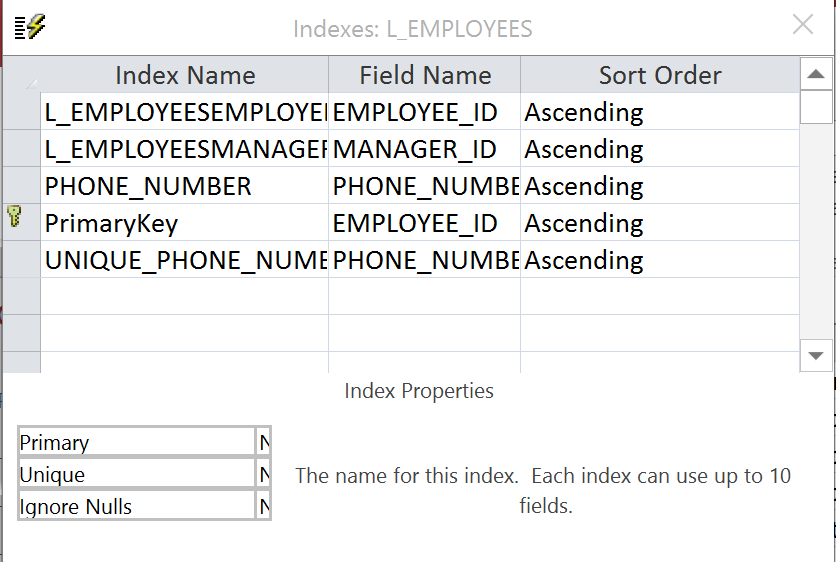 Indexes: L_EMPLOYEES
Index Name Field Name Sort Order
L_EMPLOYEESEMPLOYE EMPLOYEE_ID Ascending
L_EMPLOYEESMANAGER MANAGER_ID Ascending
PHONE_NUMBER PHONE_NUMBE Ascending
PrimaryKey EMPLOYEE_ID Ascending
UNIQUE_PHONE_NUME PHONE_NUMBE Ascending
Index Properties
Primary N
Unique N
Ignore Nulls N
The name for this index. Each index can use up to 10
fields.